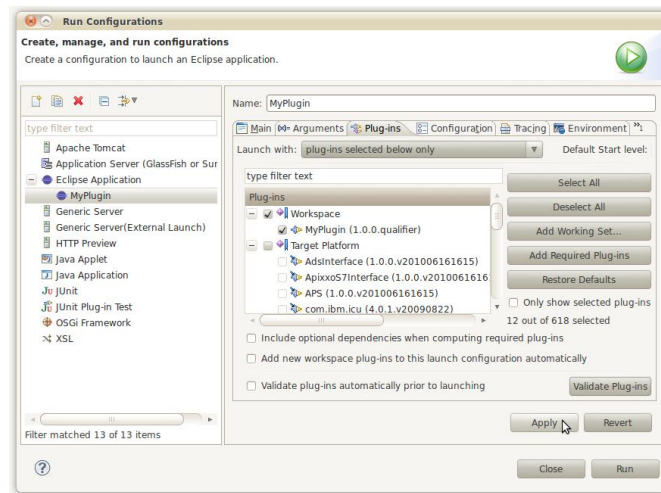 Run Configurations
Create, manage, and run configurations
Create a configuration to launch an Eclipse application.
type filter text
Apache Tomcat
Application Server (GlassFish or Sur
Eclipse Application
MyPlugin
Generic Server
Generic Server(External Launch)
HTTP Preview
Java Applet
Java Application
JUnit
JUnit Plug-in Test
OSGi Framework
XSL
Filter matched 13 of 13 items
Name: MyPlugin
Main Arguments Plug-ins Configuration Tracing Environment »1
Launch with: plug-ins selected below only Default Start level:
type filter text
Plug-ins
Workspace
MyPlugin (1.0.0.qualifier)
Target Platform
AdsInterface (1.0.0.v201006161615)
ApixxoS7Interface (1.0.0.v2010061616
APS (1.0.0.v201006161615)
com.ibm.icu (4.0.1.v20090822)
Select All
Deselect All
Add Working Set...
Add Required Plug-ins
Restore Defaults
Only show selected plug-ins
12 out of 618 selected
Include optional dependencies when computing required plug-ins
Add new workspace plug-ins to this launch configuration automatically
Validate plug-ins automatically prior to launching
Validate Plug-ins
Apply Revert
Close Run